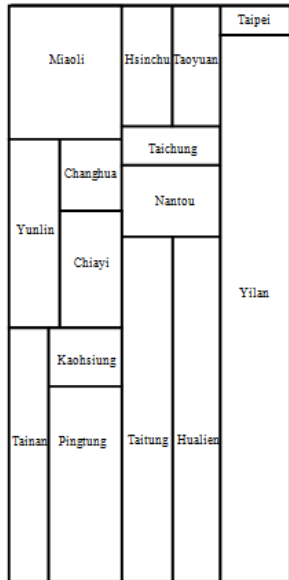 Taipei
Miaoli
Hsinchu
Taoyuan
Taichung
Changhua
Nantou
Yunlin
Chiayi
Yilan
Kaohsiung
Tainan
Pingtung
Taitung
Hualien